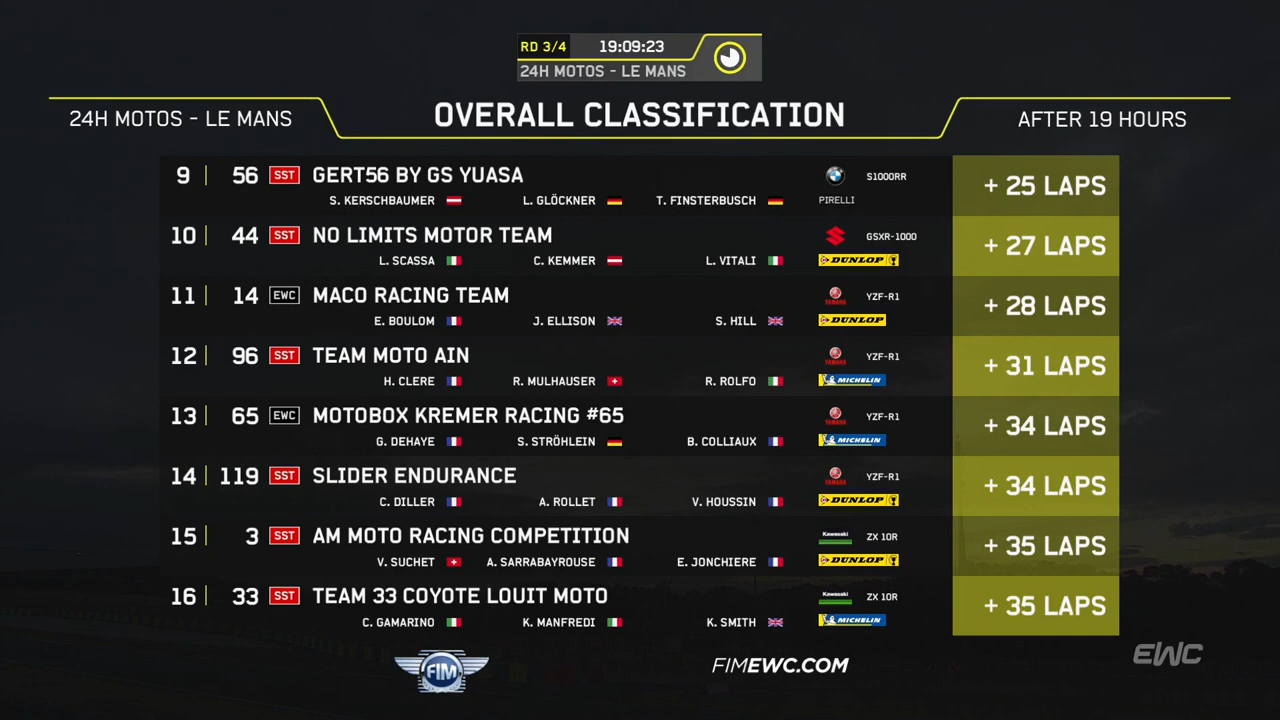 RD 3/4 19:09:23
24H MOTOS - LE MANS
24H MOTOS - LE MANS OVERALL CLASSIFICATION AFTER 19 HOURS
9 56 SST GERT56 BY GS YUASA S1000RR + 25 LAPS
S. KERSCHBAUMER L. GLÖCKNER T. FINSTERBUSCH PIRELLI
10 44 SST NO LIMITS MOTOR TEAM GSXR-1000 + 27 LAPS
L. SCASSA C. KEMMER L. VITALI DUNLOP
11 14 EWC MACO RACING TEAM YAMAHA YZF-R1 + 28 LAPS
E. BOULOM J. ELLISON S. HILL DUNLOP
12 96 SST TEAM MOTO AIN YAMAHA YZF-R1 + 31 LAPS
H. CLERE R. MULHAUSER R. ROLFO MICHELIN
13 65 EWC MOTOBOX KREMER RACING #65 YAMAHA YZF-R1 + 34 LAPS
G. DEHAYE S. STRÖHLEIN B. COLLIAUX MICHELIN
14 119 SST SLIDER ENDURANCE YAMAHA YZF-R1 + 34 LAPS
C. DILLER A. ROLLET V. HOUSSIN DUNLOP
15 3 SST AM MOTO RACING COMPETITION Kawasaki ZX 10R + 35 LAPS
V. SUCHET A. SARRABAYROUSE E. JONCHIERE DUNLOP
16 33 SST TEAM 33 COYOTE LOUIT MOTO Kawasaki ZX 10R + 35 LAPS
C. GAMARINO K. MANFREDI K. SMITH MICHELIN
FIM FIMEWC.COM EWC